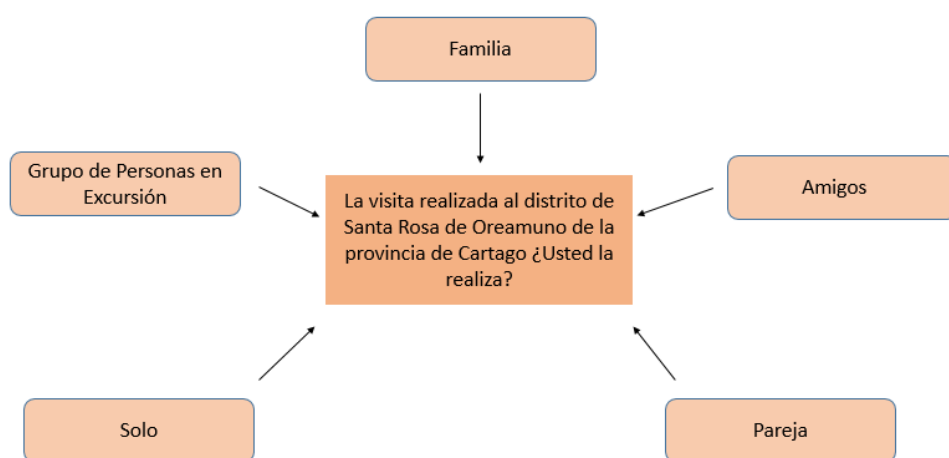 Familia
Grupo de Personas en
Excursión
Amigos
La visita realizada al distrito de
Santa Rosa de Oreamuno de la
provincia de Cartago ¿Usted la
realiza?
Solo
Pareja